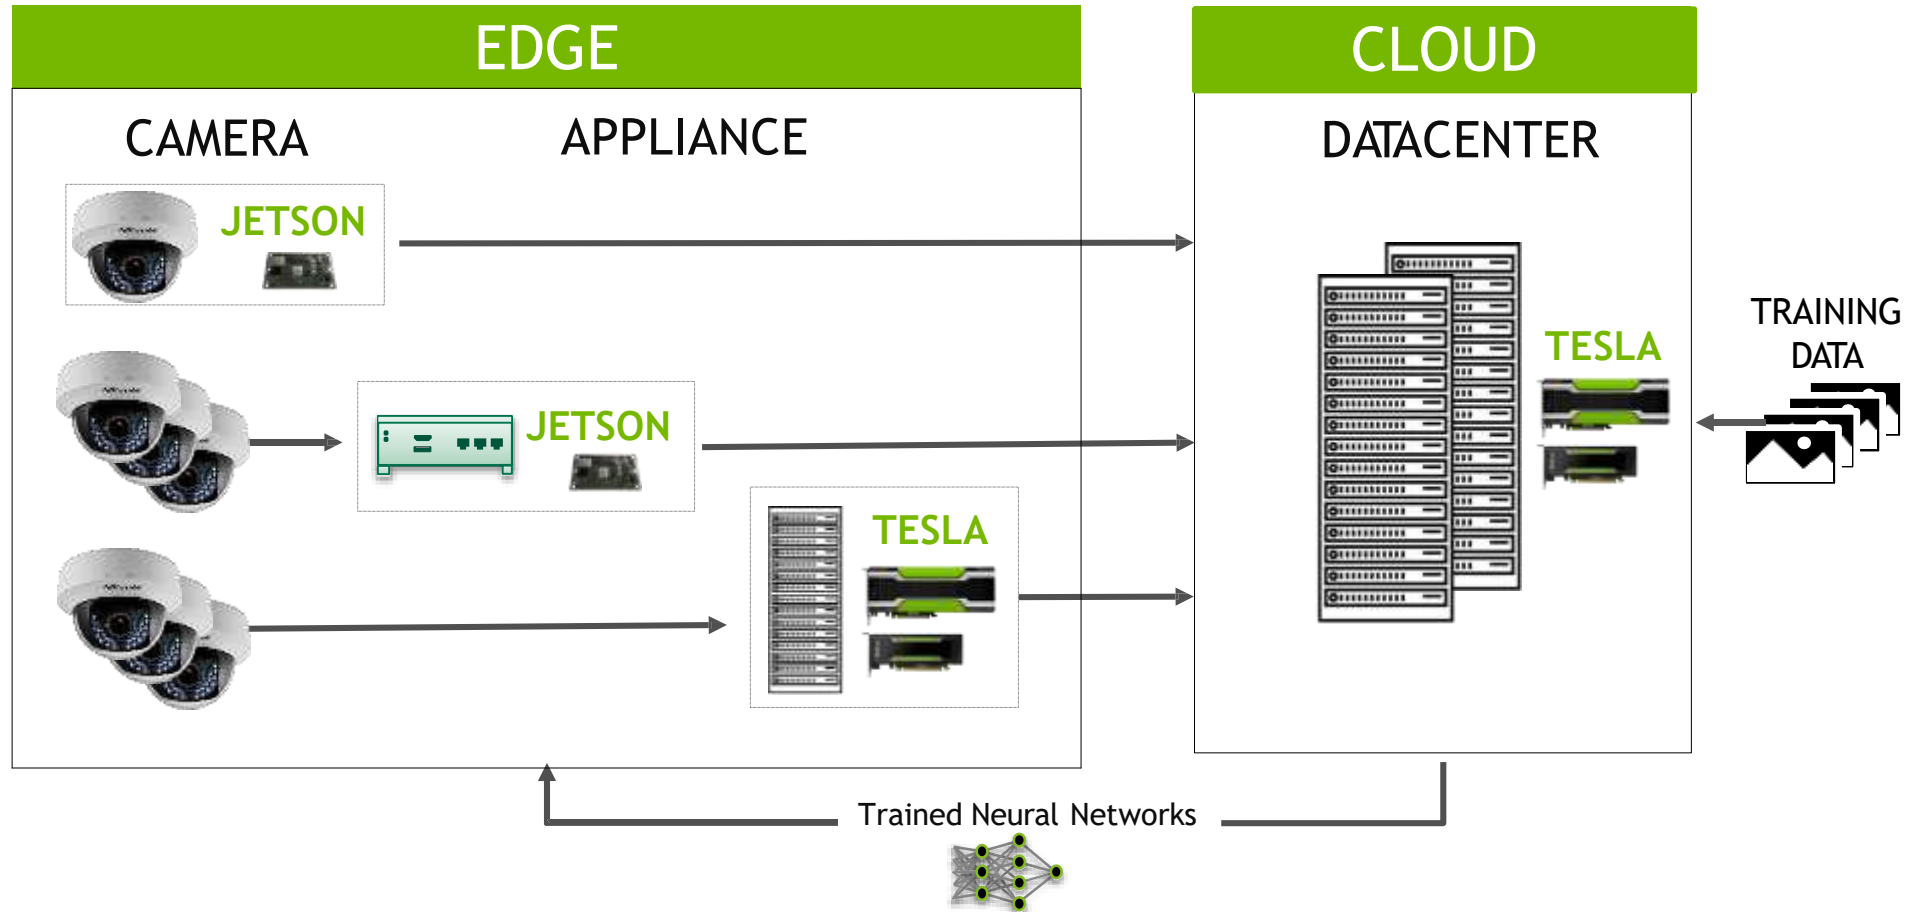 EDGE
CLOUD
CAMERA
APPLIANCE
DATACENTER
JETSON
JETSON
TESLA
TESLA
TRAINING
DATA
Trained Neural Networks